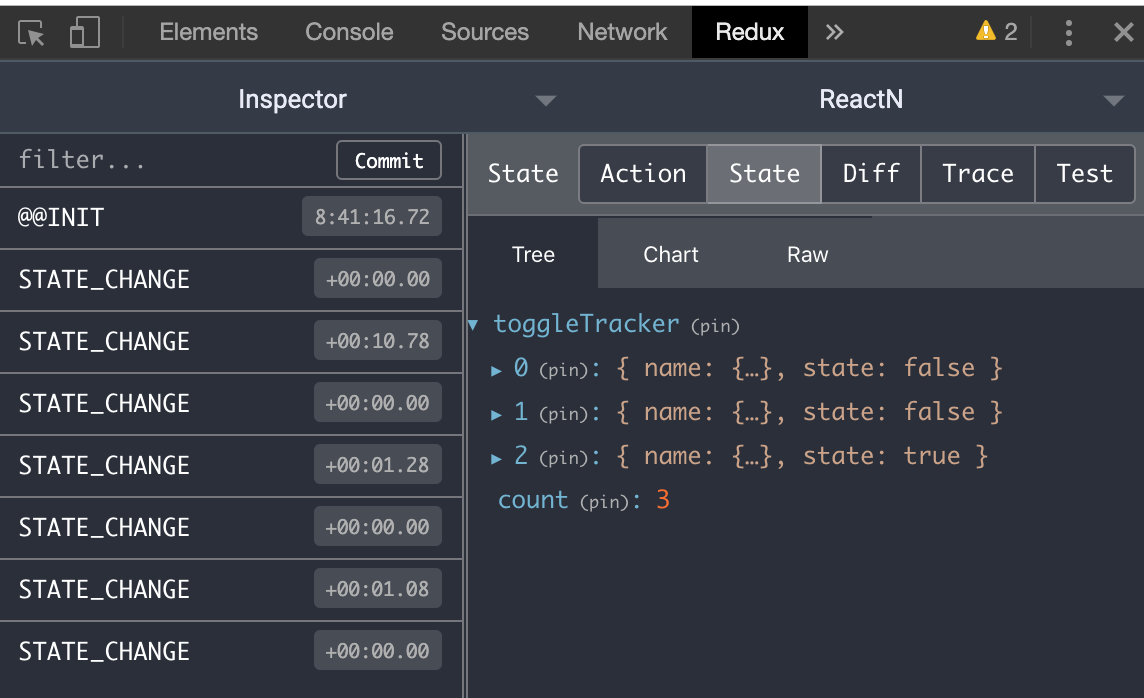 Elements Console Sources Network Redux » 2
Inspector ReactN
filter... Commit
@@INIT 8:41:16.72
STATE_CHANGE +00:00.00
STATE_CHANGE +00:10.78
STATE_CHANGE +00:00.00
STATE_CHANGE +00:01.28
STATE_CHANGE +00:00.00
STATE_CHANGE +00:01.08
STATE_CHANGE +00:00.00
State Action State Diff Trace Test
Tree Chart Raw
toggleTracker (pin)
0 (pin): { name: {…}, state: false }
1 (pin): { name: {…}, state: false }
2 (pin): { name: {…}, state: true }
count (pin): 3